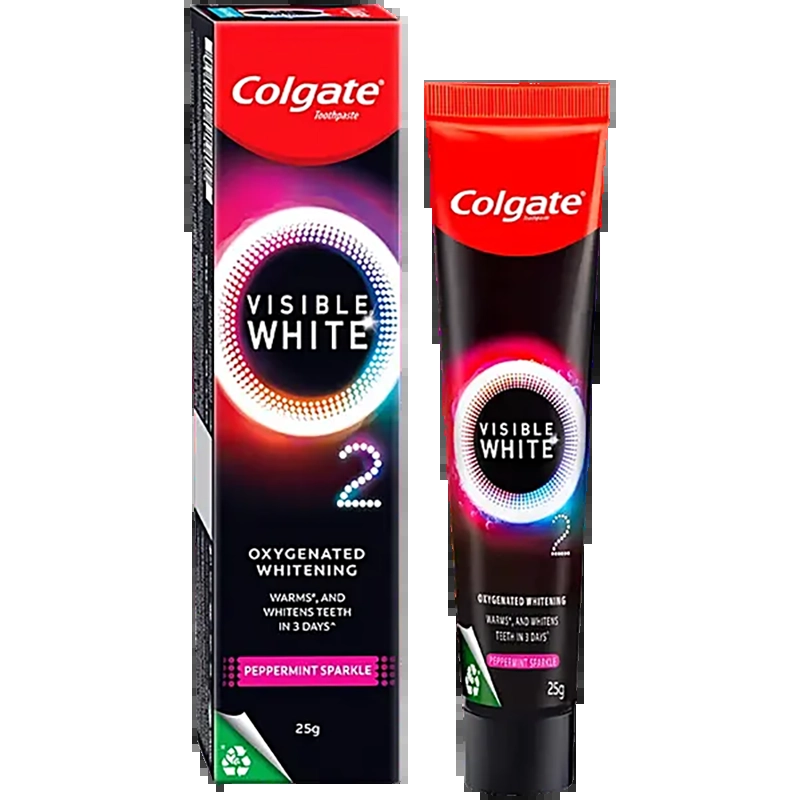 Colgate®
Toothpaste
VISIBLE
WHITE
2
OXYGENATED
WHITENING
WARMS*, AND
WHITENS TEETH
IN 3 DAYS^
PEPPERMINT SPARKLE
25g
Colgate®
Toothpaste
VISIBLE
WHITE
2
OXYGENATED WHITENING
WARMS*, AND WHITENS
TEETH IN 3 DAYS^
PEPPERMINT SPARKLE
25g